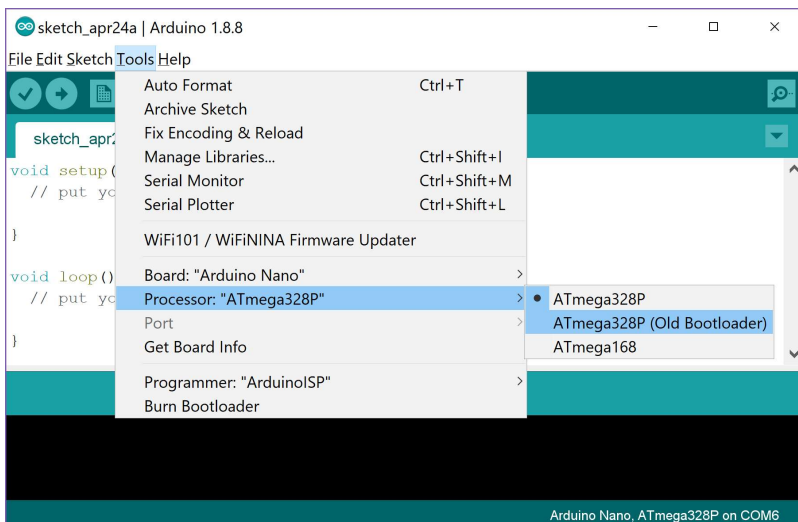 sketch_apr24a | Arduino 1.8.8
File Edit Sketch Tools Help
sketch_apr2
void setup(
// put yo
}
void loop()
// put yo
}
Auto Format Ctrl+T
Archive Sketch
Fix Encoding & Reload
Manage Libraries... Ctrl+Shift+I
Serial Monitor Ctrl+Shift+M
Serial Plotter Ctrl+Shift+L
WiFi101 / WiFiNINA Firmware Updater
Board: "Arduino Nano"
Processor: "ATmega328P"
Port
Get Board Info
Programmer: "ArduinoISP"
Burn Bootloader
ATmega328P
ATmega328P (Old Bootloader)
ATmega168
Arduino Nano, ATmega328P on COM6